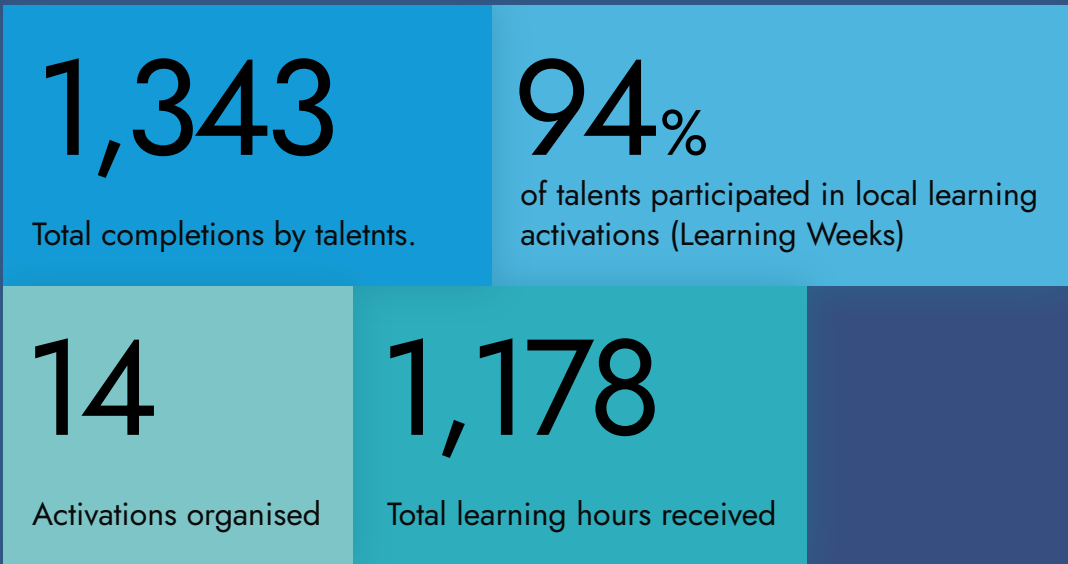 1,343
Total completions by taletnts.
94%
of talents participated in local learning
activations (Learning Weeks)
14
Activations organised
1,178
Total learning hours received